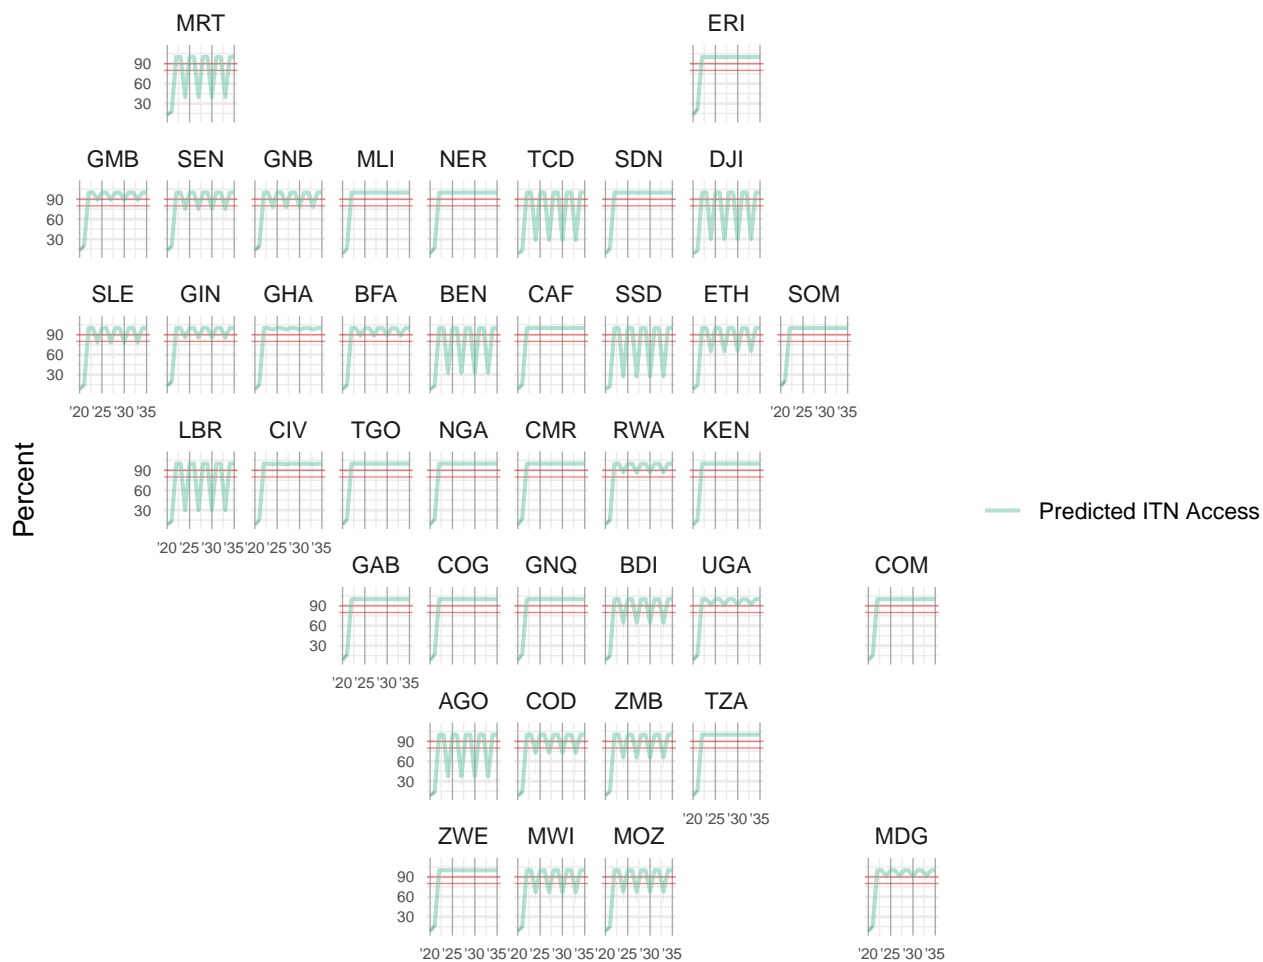 MRT ERI
90
60
30
GMB SEN GNB MLI NER TCD SDN DJI
90
60
30
SLE GIN GHA BFA BEN CAF SSD ETH SOM
90
60
30
'20 '25 '30 '35 '20 '25 '30 '35
LBR CIV TGO NGA CMR RWA KEN
90
60
30
'20 '25 '30 '35 '20 '25 '30 '35
GAB COG GNQ BDI UGA COM
90
60
30
'20 '25 '30 '35
AGO COD ZMB TZA
90
60
30
'20 '25 '30 '35
ZWE MWI MOZ MDG
90
60
30
'20 '25 '30 '35 '20 '25 '30 '35 '20 '25 '30 '35 '20 '25 '30 '35
Percent
Predicted ITN Access